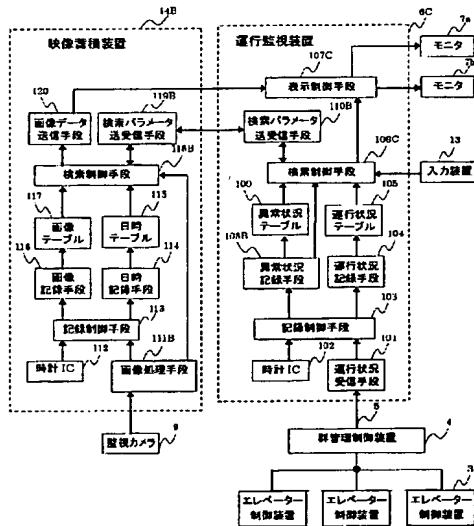 14B
映像蓄積装置
6C
運行監視装置
7a
モニタ
7b
モニタ
107C
表示制御手段
120
画像データ
送信手段
119B
検索パラメータ
送受信手段
110B
検索パラメータ
送受信手段
118B
検索制御手段
106C
検索制御手段
13
入力装置
117
画像
テーブル
115
日時
テーブル
100
異常状況
テーブル
105
運行状況
テーブル
116
画像
記録手段
114
日時
記録手段
108B
異常状況
記録手段
104
運行状況
記録手段
113
記録制御手段
103
記録制御手段
112
時計IC
111B
画像処理手段
102
時計IC
101
運行状況
受信手段
9
監視カメラ
5
4
群管理制御装置
3
エレベーター
制御装置
エレベーター
制御装置
エレベーター
制御装置